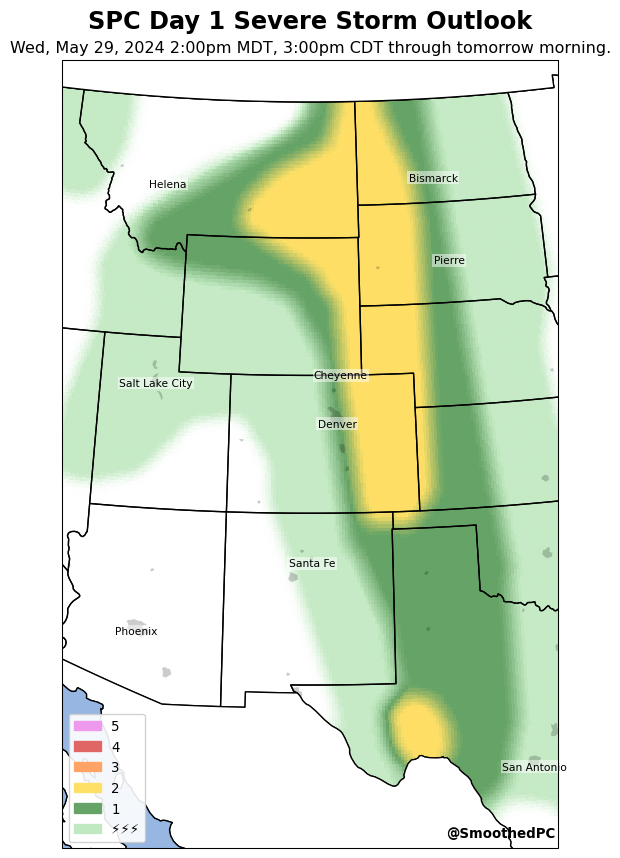 SPC Day 1 Severe Storm Outlook
Wed, May 29, 2024 2:00pm MDT, 3:00pm CDT through tomorrow morning.
Helena
Bismarck
Pierre
Cheyenne
Salt Lake City
Denver
Santa Fe
Phoenix
San Antonio
5
4
3
2
1
⚡⚡⚡
@SmoothedPC